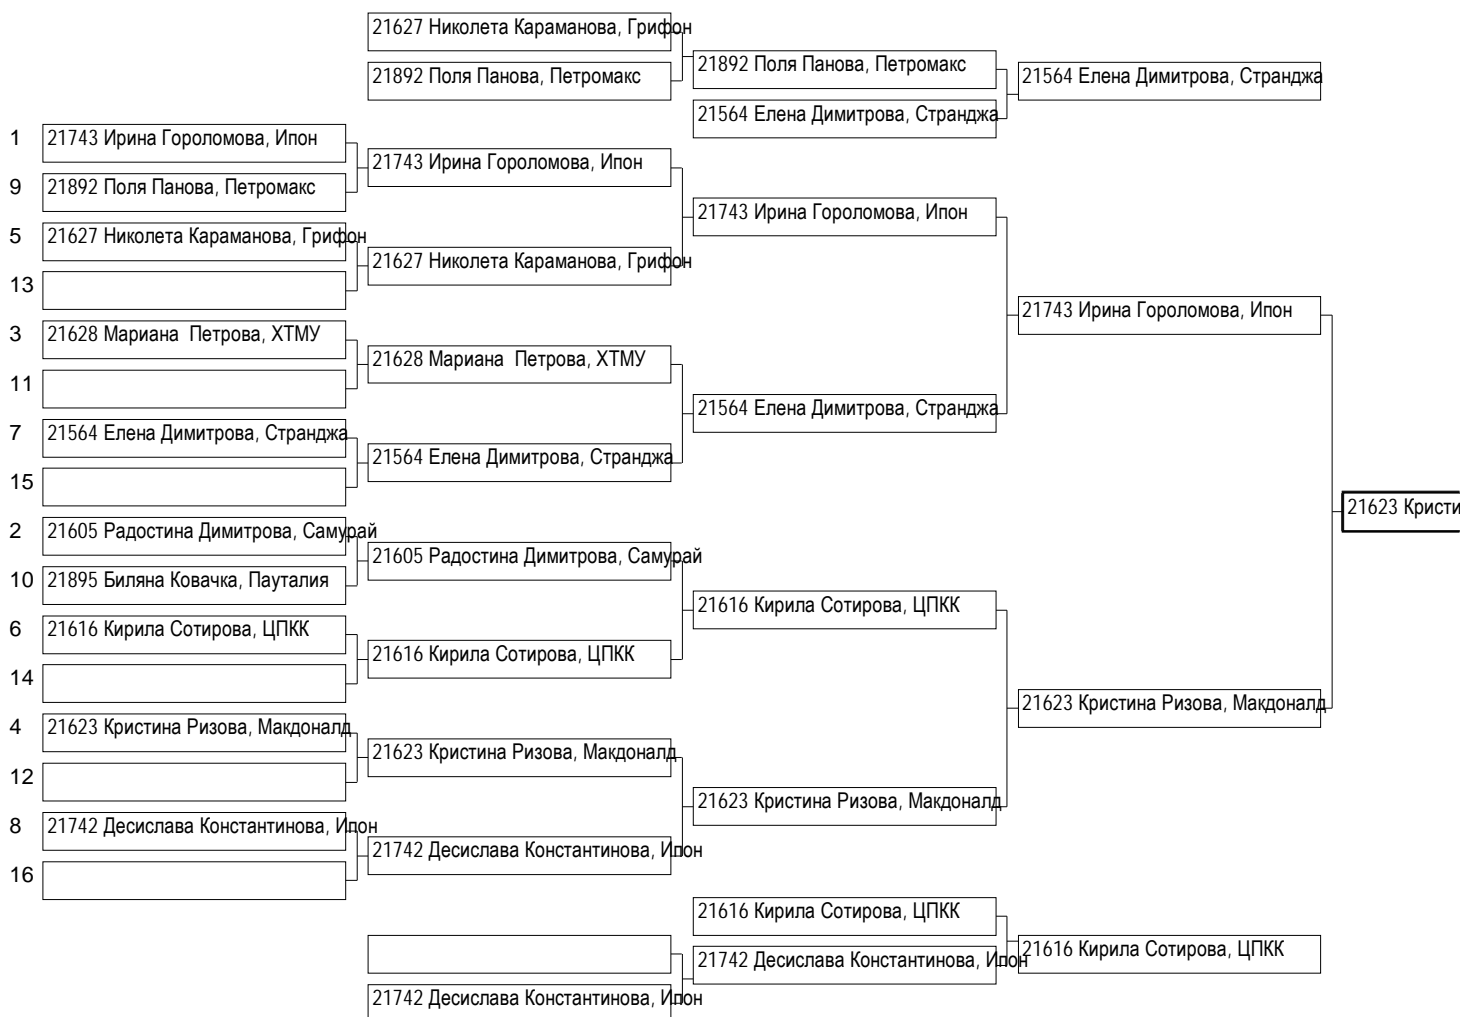 21627 Николета Караманова, Грифон
21892 Поля Панова, Петромакс
21892 Поля Панова, Петромакс
21564 Елена Димитрова, Странджа
21564 Елена Димитрова, Странджа
1 21743 Ирина Гороломова, Ипон
9 21892 Поля Панова, Петромакс
5 21627 Николета Караманова, Грифон
13
3 21628 Мариана  Петрова, ХТМУ
11
7 21564 Елена Димитрова, Странджа
15
2 21605 Радостина Димитрова, Самурай
10 21895 Биляна Ковачка, Пауталия
6 21616 Кирила Сотирова, ЦПКК
14
4 21623 Кристина Ризова, Макдоналд
12
8 21742 Десислава Константинова, Ипон
16
21743 Ирина Гороломова, Ипон
21627 Николета Караманова, Грифон
21628 Мариана  Петрова, ХТМУ
21564 Елена Димитрова, Странджа
21605 Радостина Димитрова, Самурай
21616 Кирила Сотирова, ЦПКК
21623 Кристина Ризова, Макдоналд
21742 Десислава Константинова, Ипон
21743 Ирина Гороломова, Ипон
21564 Елена Димитрова, Странджа
21616 Кирила Сотирова, ЦПКК
21623 Кристина Ризова, Макдоналд
21743 Ирина Гороломова, Ипон
21623 Кристина Ризова, Макдоналд
21623 Кристи
21742 Десислава Константинова, Ипон
21616 Кирила Сотирова, ЦПКК
21742 Десислава Константинова, Ипон
21616 Кирила Сотирова, ЦПКК